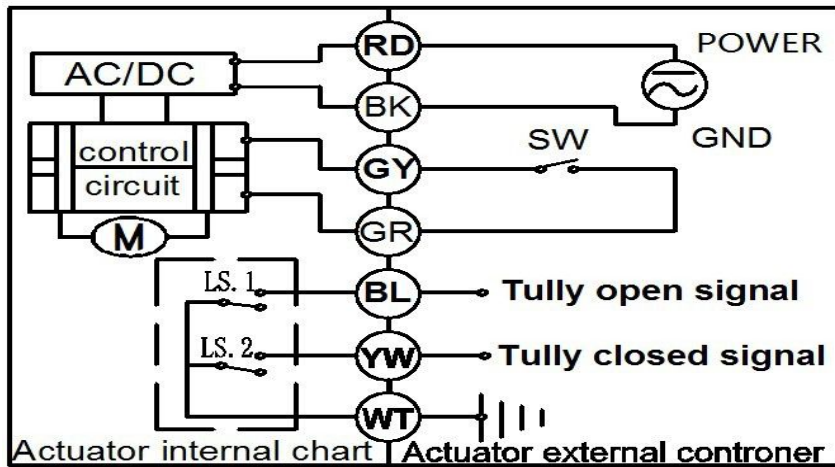 RD
POWER
AC/DC
BK
SW
GND
control
circuit
GY
M
GR
LS. 1
BL
Tully open signal
LS. 2
YW
Tully closed signal
WT
Actuator internal chart
Actuator external controner